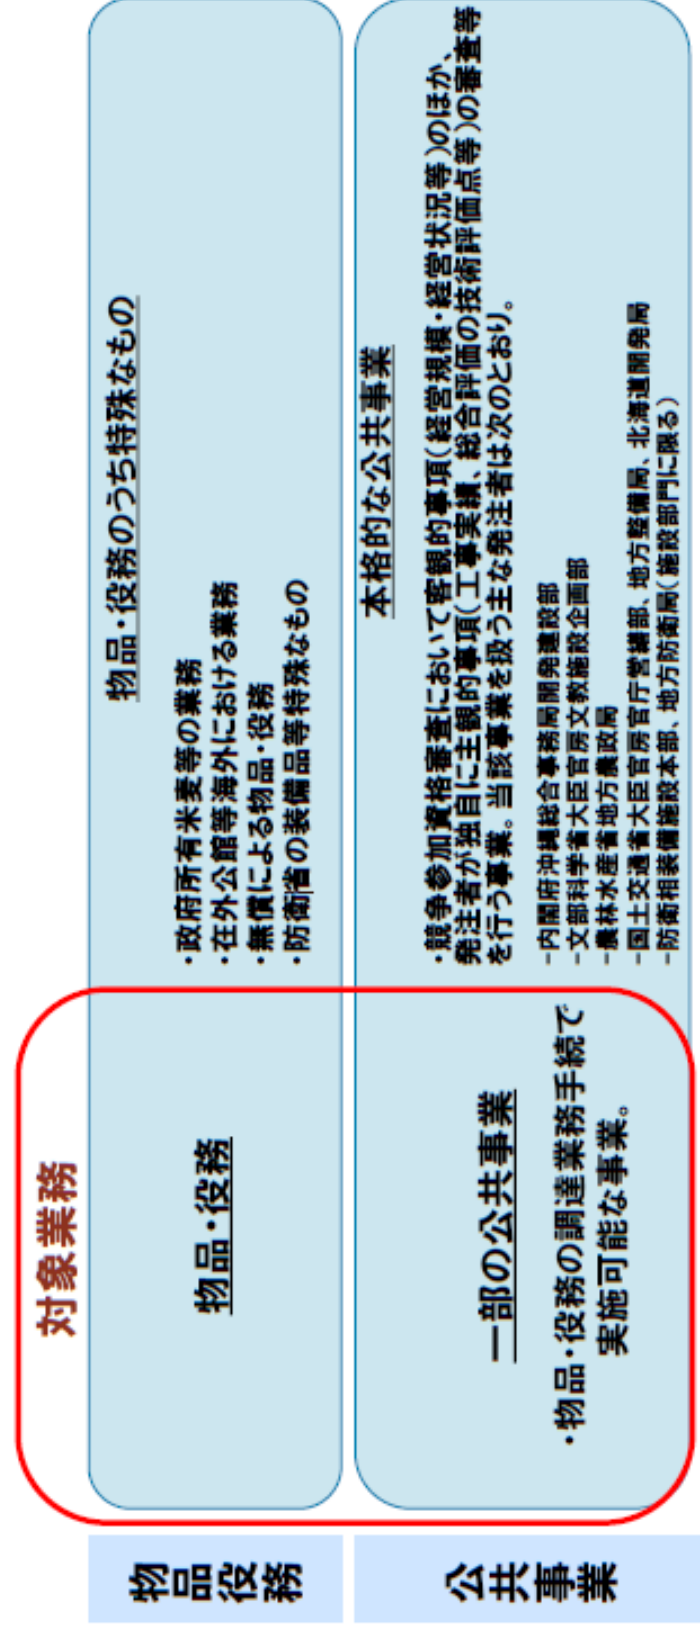 対象業務
物品役務
物品・役務
物品・役務のうち特殊なもの
・政府所有米麦等の業務
・在外公館等海外における業務
・無償による物品・役務
・防衛省の装備品等特殊なもの
公共事業
一部の公共事業
・物品・役務の調達業務手続で
実施可能な事業。
本格的な公共事業
・競争参加資格審査において客観的事項(経営規模・経営状況等)のほか、
発注者が独自に主観的事項(工事実績、総合評価の技術評価点等)の審査等
を行う事業。当該事業を扱う主な発注者は次のとおり。
－内閣府沖縄総合事務局開発建設部
－文部科学省大臣官房文教施設企画部
－農林水産省地方農政局
－国土交通省大臣官房官庁営繕部、地方整備局、北海道開発局
－防衛相装備施設本部、地方防衛局(施設部門に限る)